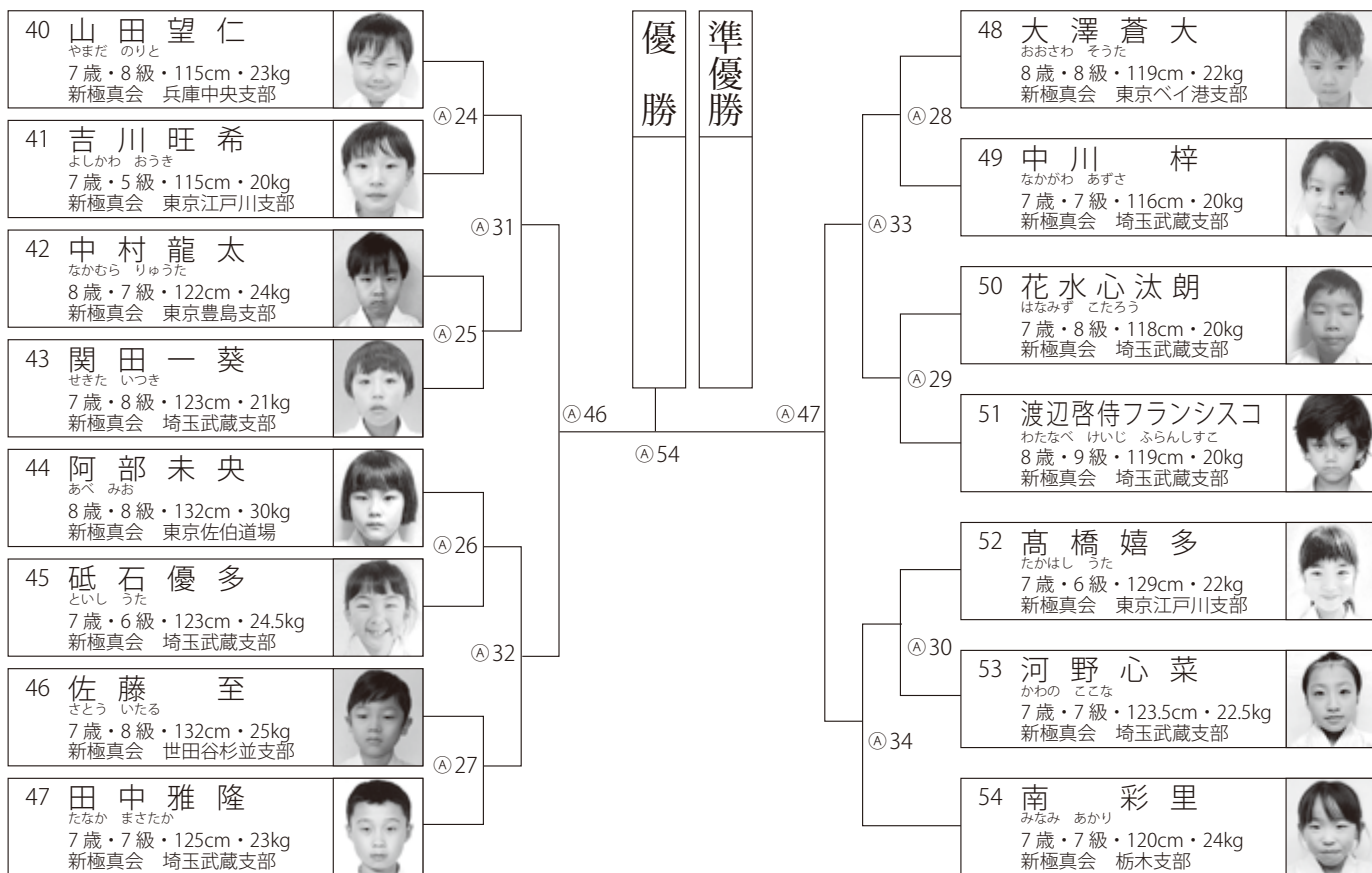 40 山田望仁
やまだ のりと
7歳・8級・115cm・23kg
新極真会 兵庫中央支部
41 吉川旺希
よしかわ おうき
7歳・5級・115cm・20kg
新極真会 東京江戸川支部
42 中村龍太
なかむら りゅうた
8歳・7級・122cm・24kg
新極真会 東京豊島支部
43 関田一葵
せきた いつき
7歳・8級・123cm・21kg
新極真会 埼玉武蔵支部
44 阿部未央
あべ みお
8歳・8級・132cm・30kg
新極真会 東京佐伯道場
45 砥石優多
といし うた
7歳・6級・123cm・24.5kg
新極真会 埼玉武蔵支部
46 佐藤 至
さとう いたる
7歳・8級・132cm・25kg
新極真会 世田谷杉並支部
47 田中雅隆
たなか まさたか
7歳・7級・125cm・23kg
新極真会 埼玉武蔵支部
Ⓐ24
Ⓐ25
Ⓐ26
Ⓐ27
Ⓐ31
Ⓐ32
Ⓐ46
優勝
準優勝
Ⓐ54
Ⓐ47
Ⓐ33
Ⓐ34
Ⓐ28
Ⓐ29
Ⓐ30
48 大澤蒼大
おおさわ そうた
8歳・8級・119cm・22kg
新極真会 東京ベイ港支部
49 中川 梓
なかがわ あずさ
7歳・7級・116cm・20kg
新極真会 埼玉武蔵支部
50 花水心汰朗
はなみず こたろう
7歳・8級・118cm・20kg
新極真会 埼玉武蔵支部
51 渡辺啓侍フランシスコ
わたなべ けいじ ふらんしすこ
8歳・9級・119cm・20kg
新極真会 埼玉武蔵支部
52 髙橋嬉多
たかはし うた
7歳・6級・129cm・22kg
新極真会 東京江戸川支部
53 河野心菜
かわの ここな
7歳・7級・123.5cm・22.5kg
新極真会 埼玉武蔵支部
54 南 彩里
みなみ あかり
7歳・7級・120cm・24kg
新極真会 栃木支部